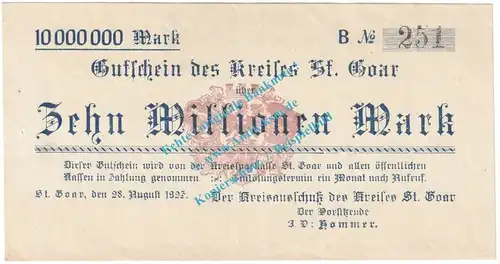 10 000 000 Mark
B № 251
Gutschein des Kreises St. Goar
über
Zehn Millionen Mark
Dieser Gutschein wird von der Kreissparkasse St. Goar und allen öffentlichen
Kassen in Zahlung genommen :-: Einlösungstermin ein Monat nach Aufruf.
St. Goar, den 28. August 1923.
Der Kreisausschuß des Kreises St. Goar
Der Vorsitzende
J V: Hommer.